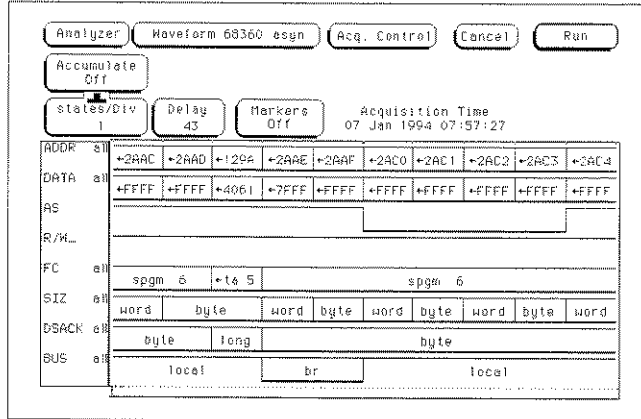 Analyzer Waveform 68360 asyn Acq. Control Cancel Run
Accumulate
Off
states/Div Delay Markers Acquisition Time
1 43 Off 07 Jan 1994 07:57:27
ADDR all ←2AAC ←2AAD ←129A ←2AAE ←2AAF ←2AC0 ←2AC1 ←2AC2 ←2AC3 ←2AC4
DATA all ←FFFF ←FFFF ←4061 ←7FFF ←FFFF ←FFFF ←FFFF ←FFFF ←FFFF ←FFFF
AS
R/W_
FC all spgm 6 5 spgm 6
SIZ all word byte word byte word byte word byte word
DSACK all byte long byte
BUS all local br local